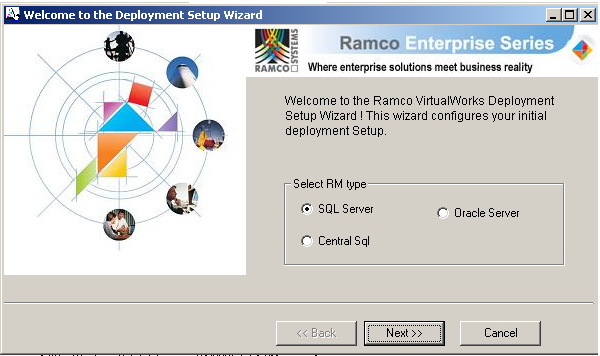 Welcome to the Deployment Setup Wizard
RAMCO
SYSTEMS
Ramco Enterprise Series
Where enterprise solutions meet business reality
Welcome to the Ramco VirtualWorks Deployment
Setup Wizard ! This wizard configures your initial
deployment Setup.
Select RM type
SQL Server
Oracle Server
Central Sql
<< Back
Next >>
Cancel